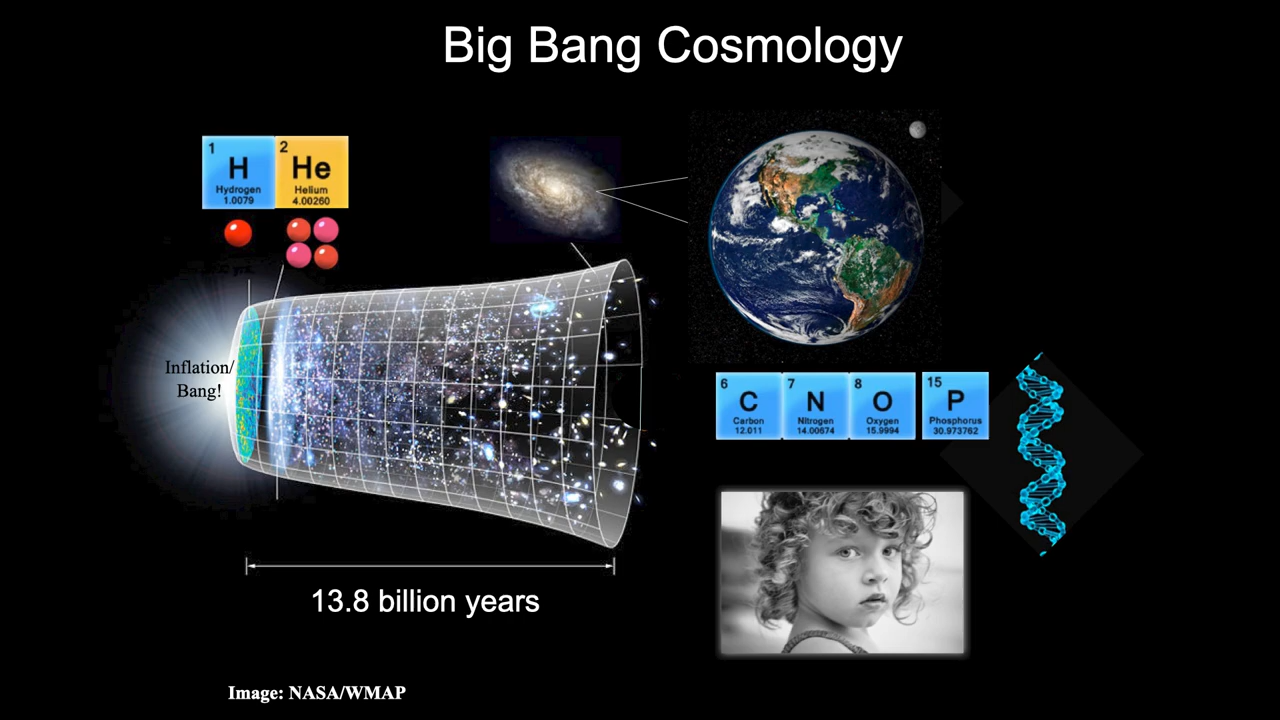 Big Bang Cosmology
1
H
Hydrogen
1.0079
2
He
Helium
4.00260
Inflation/
Bang!
6
C
Carbon
12.011
7
N
Nitrogen
14.00674
8
O
Oxygen
15.9994
15
P
Phosphorus
30.973762
13.8 billion years
Image: NASA/WMAP